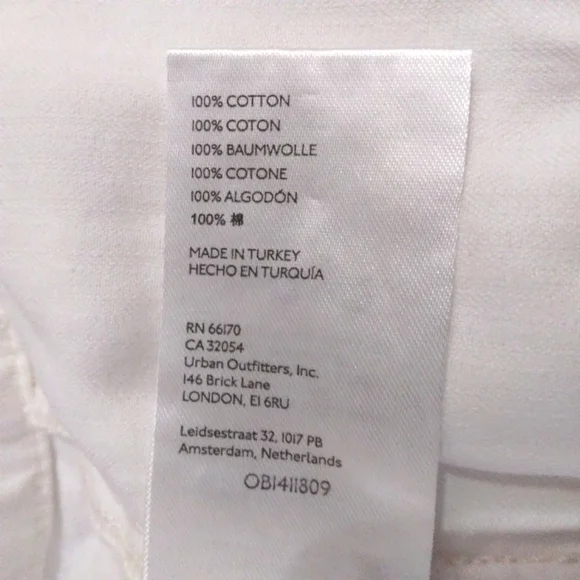 100% COTTON
100% COTON
100% BAUMWOLLE
100% COTONE
100% ALGODÓN
100% 棉
MADE IN TURKEY
HECHO EN TURQUÍA
RN 66170
CA 32054
Urban Outfitters, Inc.
146 Brick Lane
LONDON, E1 6RU
Leidsestraat 32, 1017 PB
Amsterdam, Netherlands
OB1411809